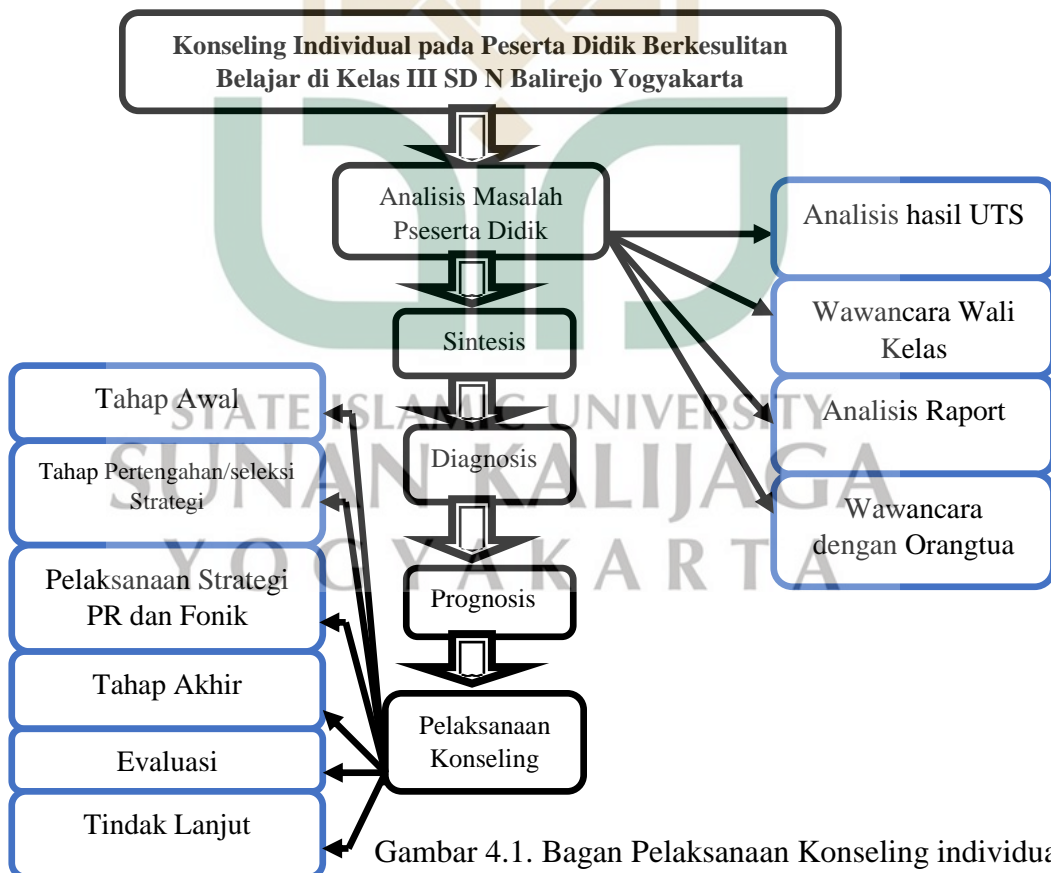 Konseling Individual pada Peserta Didik Berkesulitan
Belajar di Kelas III SD N Balirejo Yogyakarta
Analisis Masalah
Pseserta Didik
Analisis hasil UTS
Wawancara Wali
Kelas
Analisis Raport
Wawancara
dengan Orangtua
Sintesis
Diagnosis
Prognosis
Pelaksanaan
Konseling
Tahap Awal
Tahap Pertengahan/seleksi
Strategi
Pelaksanaan Strategi
PR dan Fonik
Tahap Akhir
Evaluasi
Tindak Lanjut
STATE ISLAMIC UNIVERSITY
SUNAN KALIJAGA
YOGYAKARTA
Gambar 4.1. Bagan Pelaksanaan Konseling individua